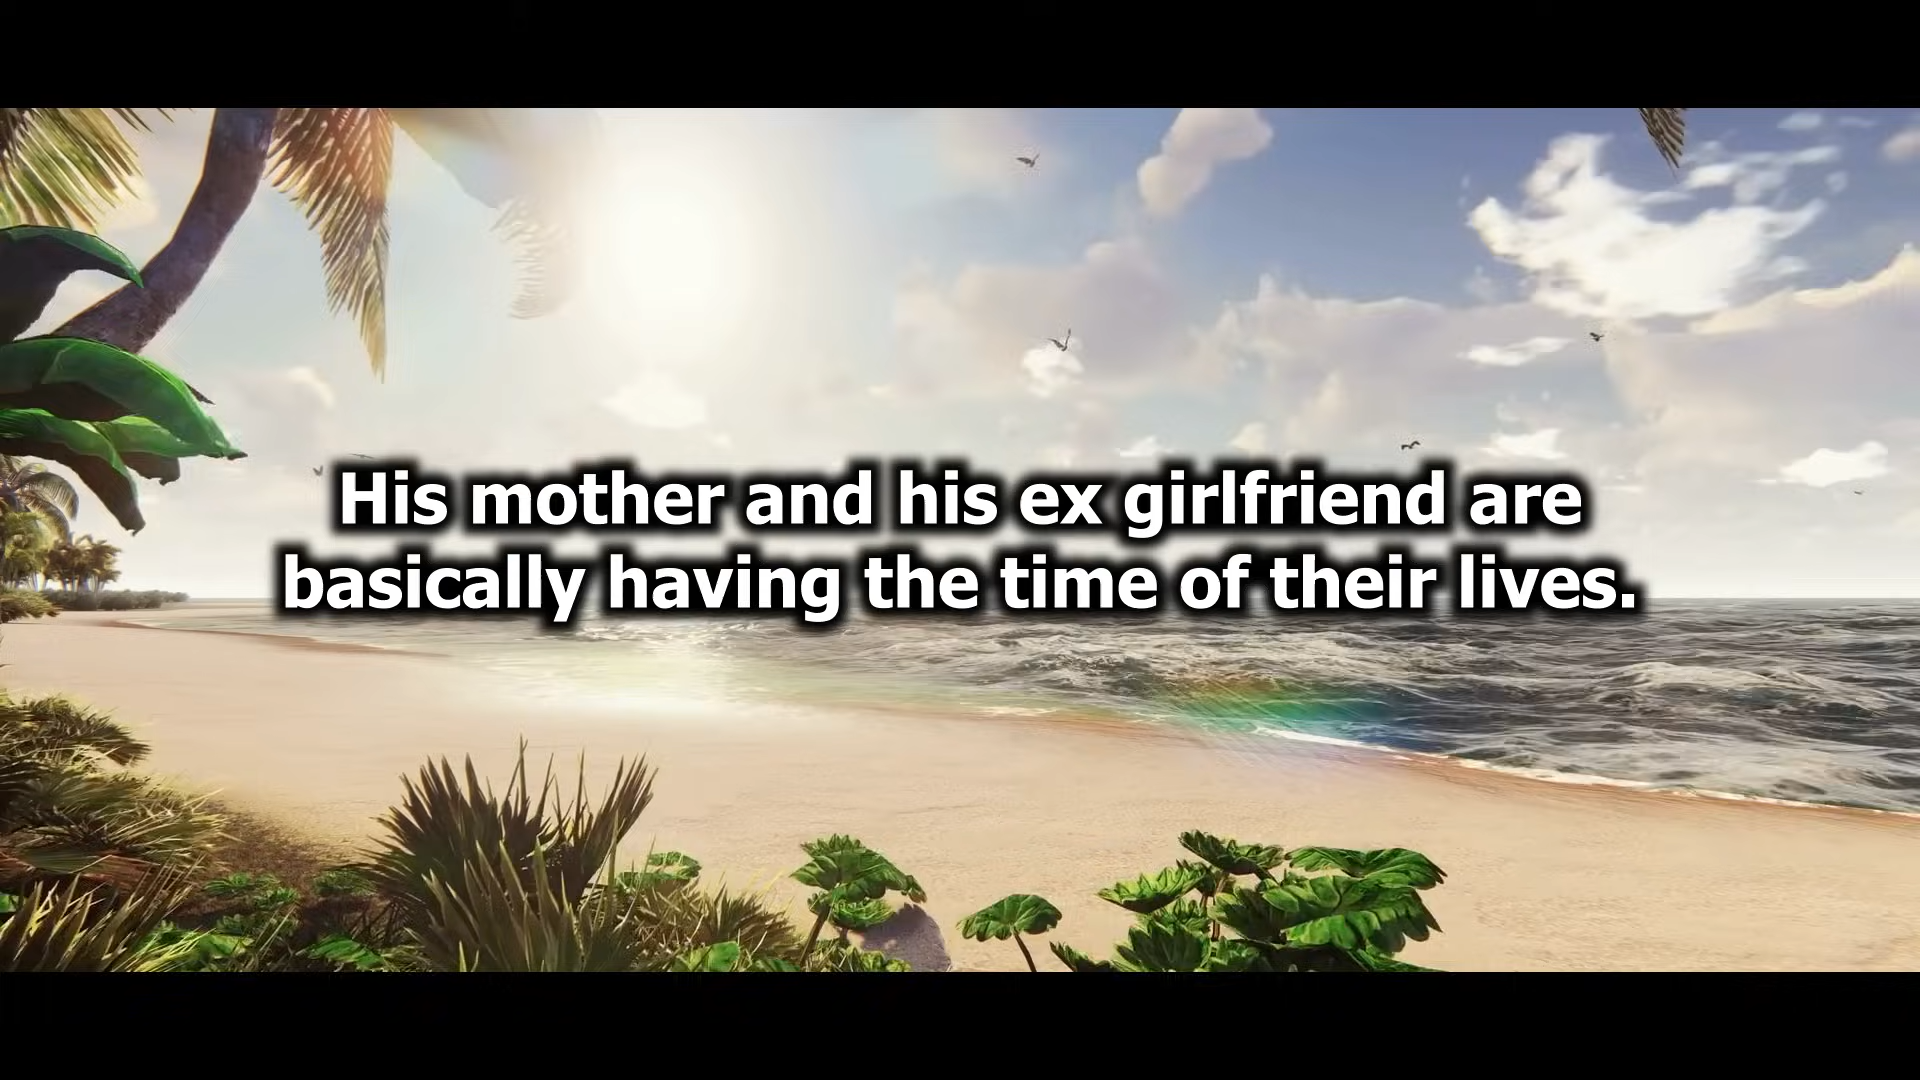 His mother and his ex girlfriend are
basically having the time of their lives.